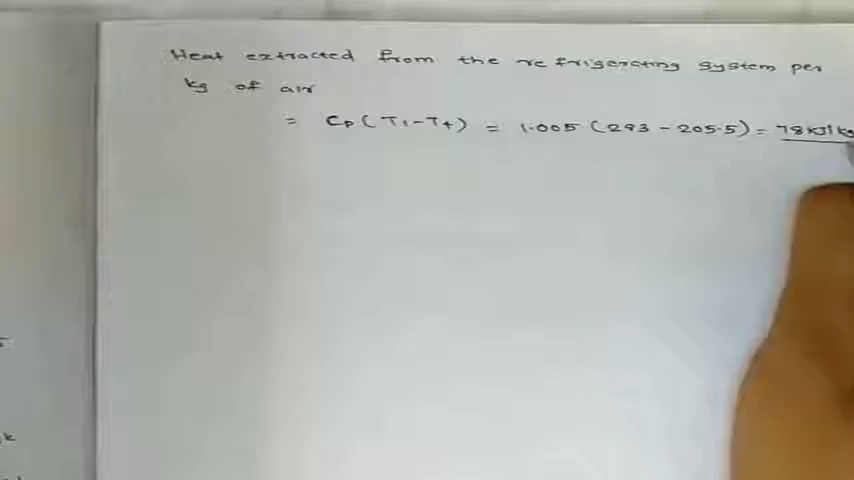 Heat extracted from the refrigerating system per
kg of air
= Cp (T1-T4) = 1.005 (283 - 205.5) = 78 kJ/kg